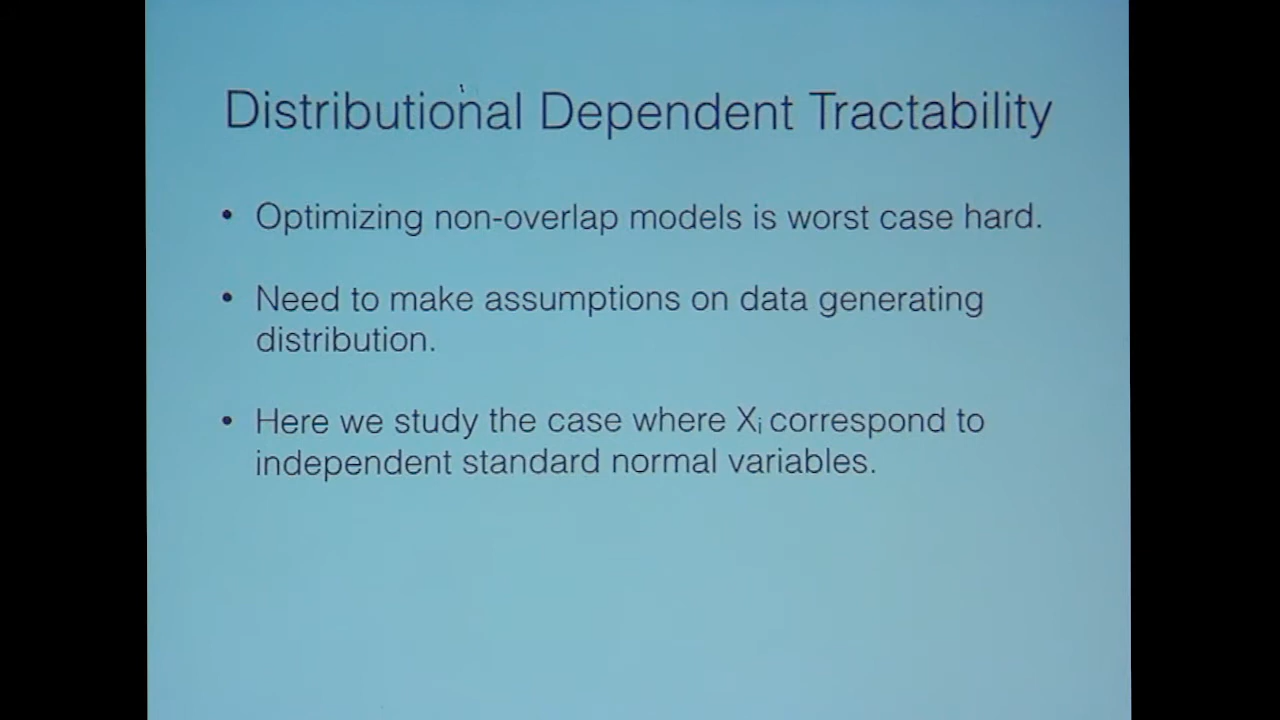 Distributional Dependent Tractability
• Optimizing non-overlap models is worst case hard.
• Need to make assumptions on data generating
distribution.
• Here we study the case where Xi correspond to
independent standard normal variables.